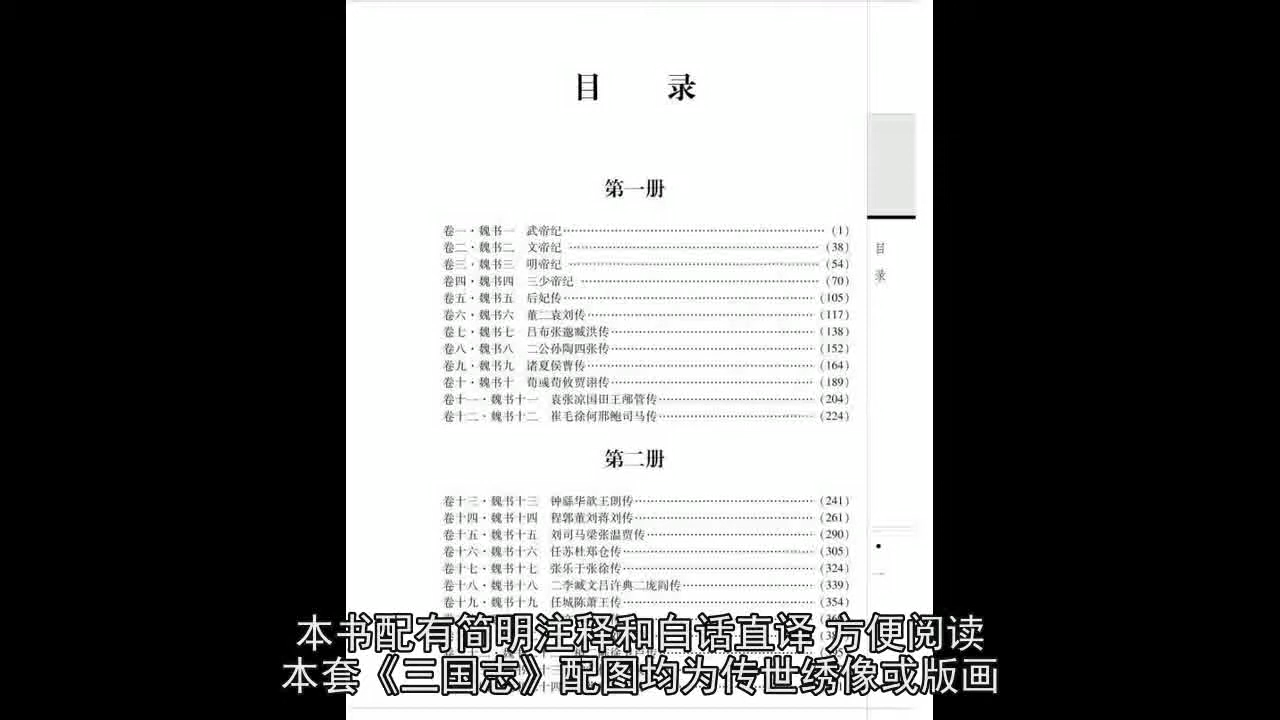 目 录
第一册
卷一·魏书一 武帝纪……(1)
卷二·魏书二 文帝纪……(38)
卷三·魏书三 明帝纪……(54)
卷四·魏书四 三少帝纪……(70)
卷五·魏书五 后妃传……(105)
卷六·魏书六 董二袁刘传……(117)
卷七·魏书七 吕布张邈臧洪传……(138)
卷八·魏书八 二公孙陶四张传……(152)
卷九·魏书九 诸夏侯曹传……(164)
卷十·魏书十 荀彧荀攸贾诩传……(189)
卷十一·魏书十一 袁张凉国田王邴管传……(204)
卷十二·魏书十二 崔毛徐何邢鲍司马传……(224)
第二册
卷十三·魏书十三 钟繇华歆王朗传……(241)
卷十四·魏书十四 程郭董刘蒋刘传……(261)
卷十五·魏书十五 刘司马梁张温贾传……(290)
卷十六·魏书十六 任苏杜郑仓传……(305)
卷十七·魏书十七 张乐于张徐传……(324)
卷十八·魏书十八 二李臧文吕许典二庞阎传……(339)
卷十九·魏书十九 任城陈萧王传……(354)
目
录
本书配有简明注释和白话直译 方便阅读
本套《三国志》配图均为传世绣像或版画